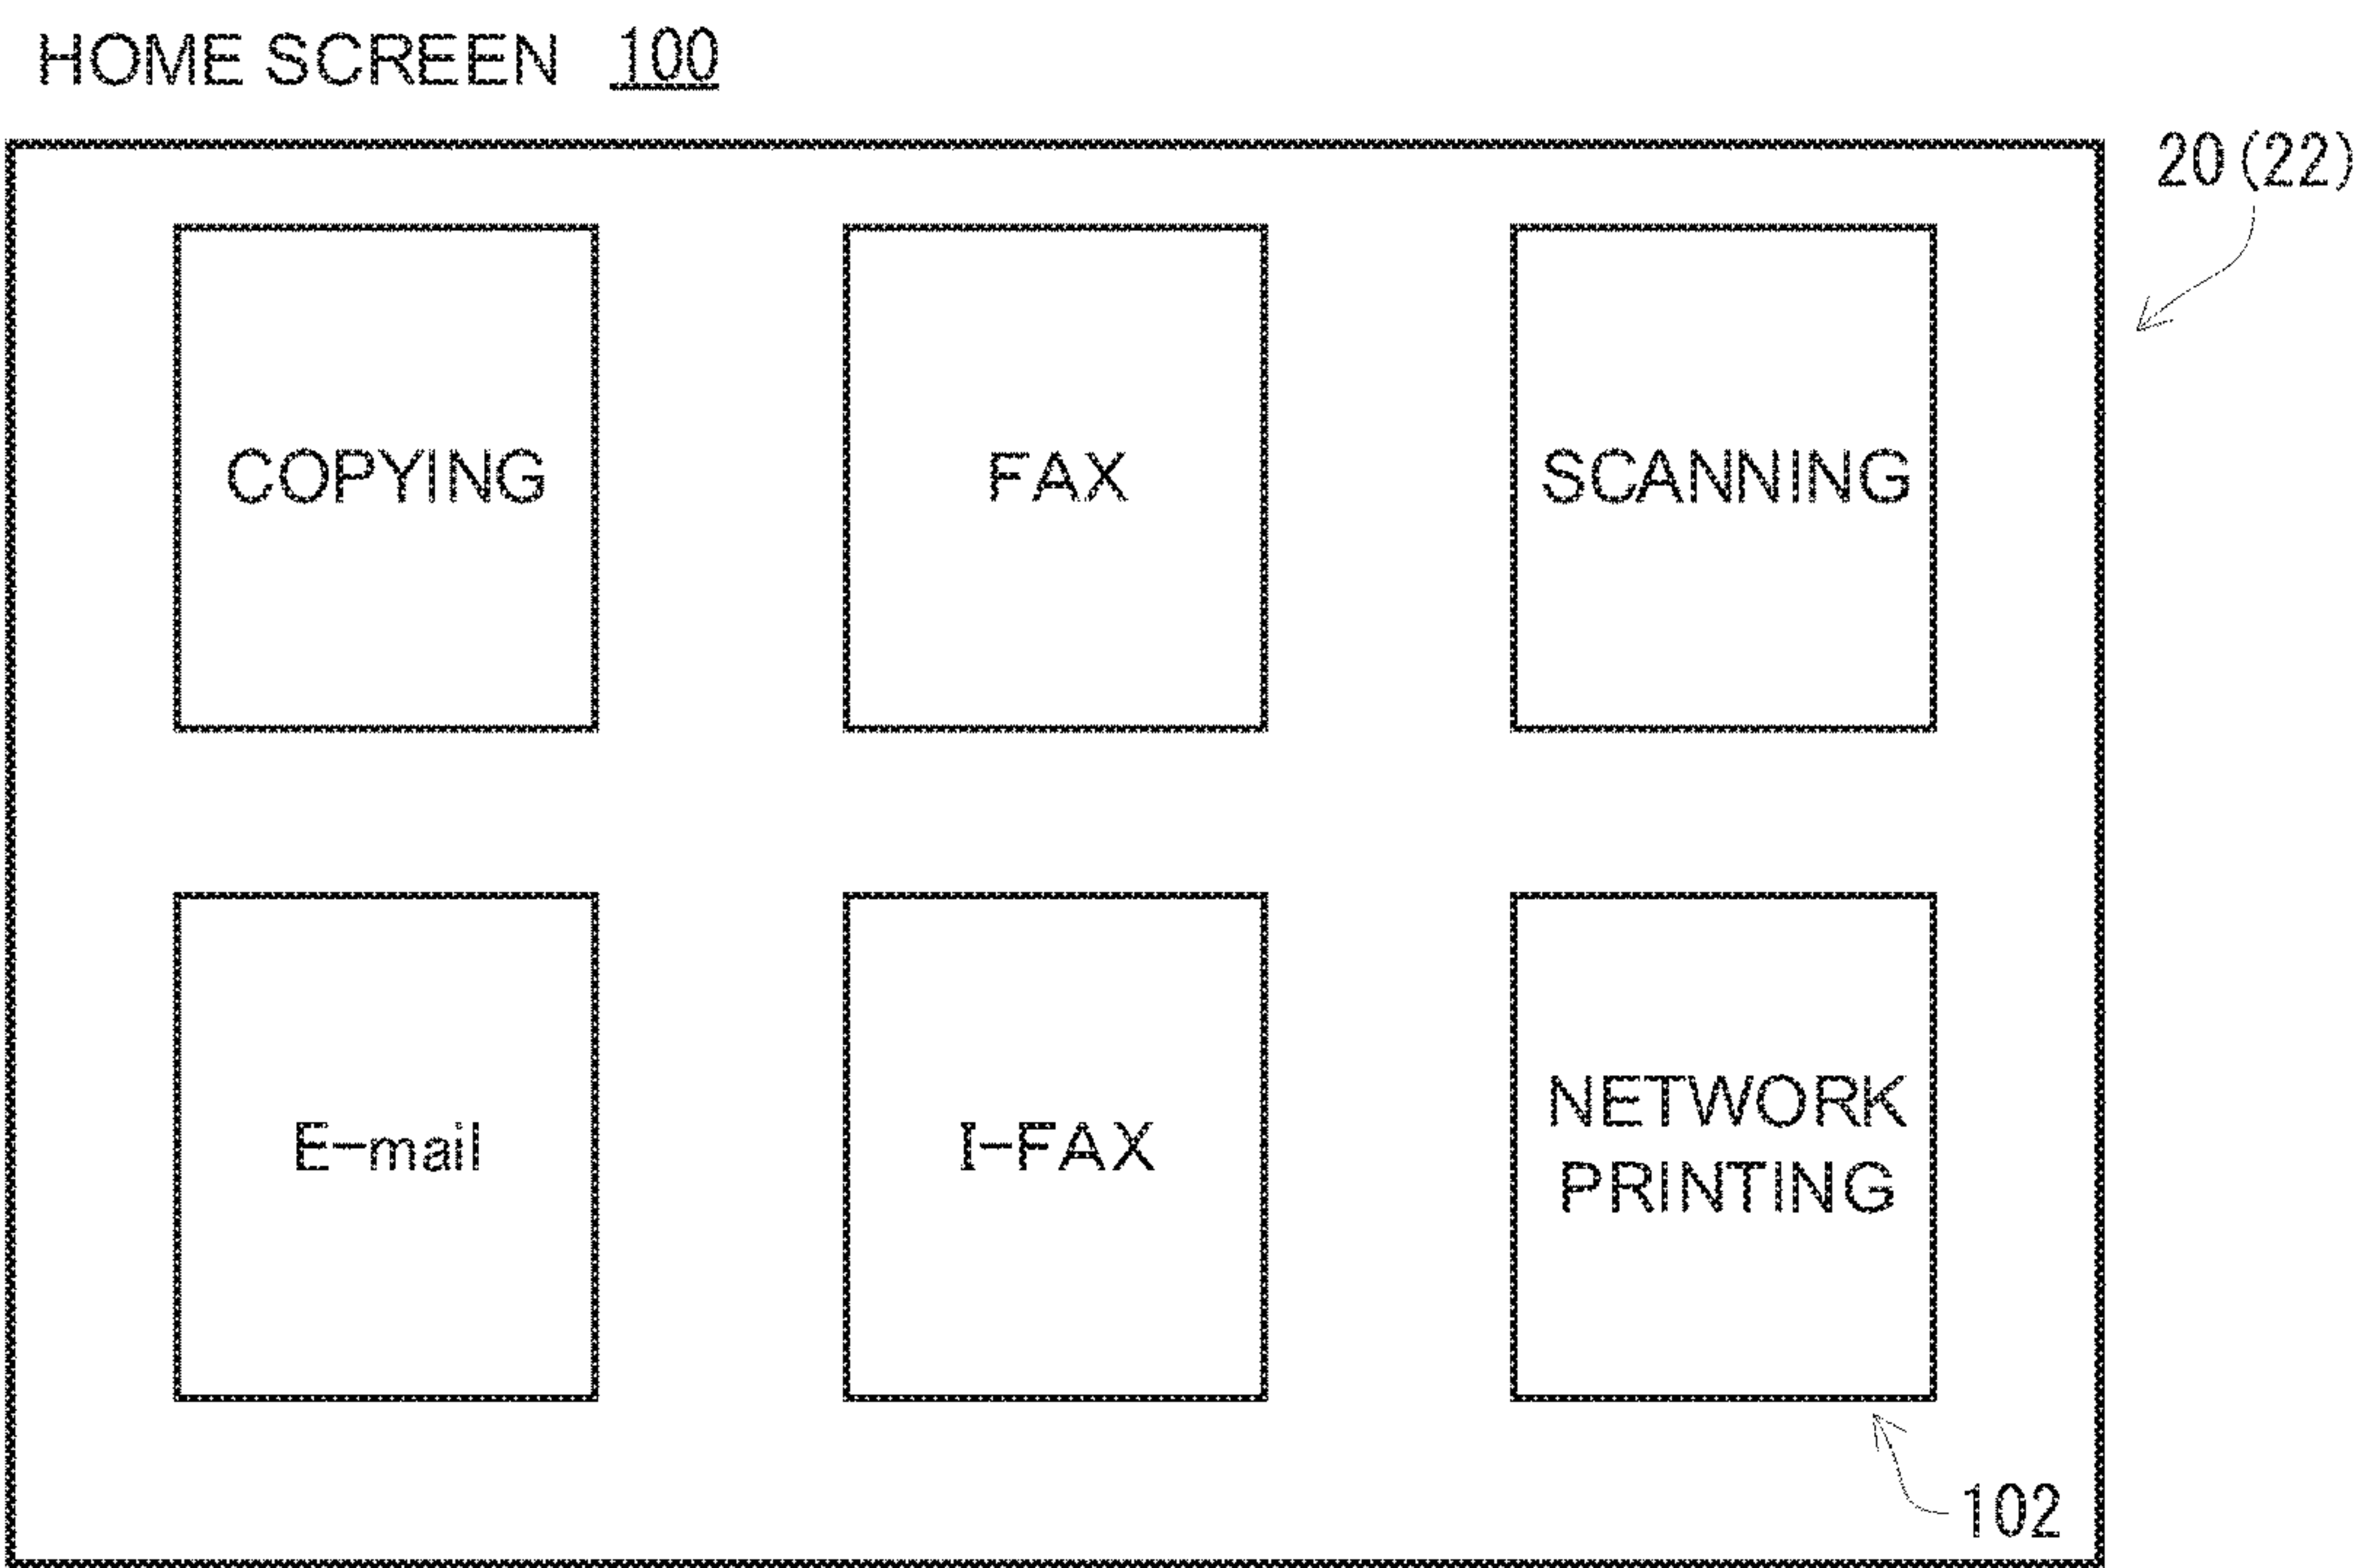 HOME SCREEN 100
20 (22)
COPYING
FAX
SCANNING
E-mail
I-FAX
NETWORK
PRINTING
102